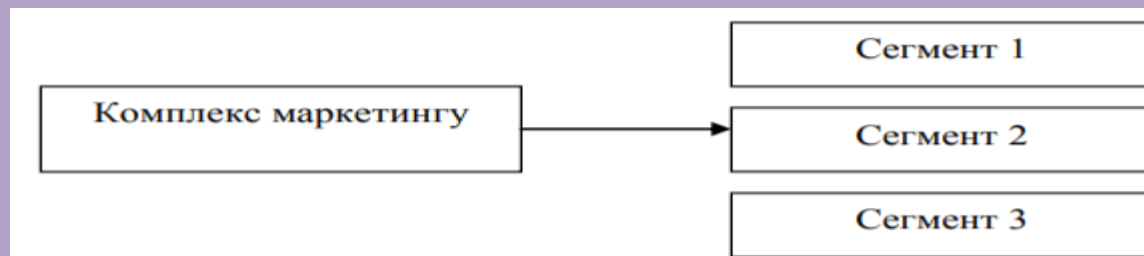 Комплекс маркетингу
Сегмент 1
Сегмент 2
Сегмент 3